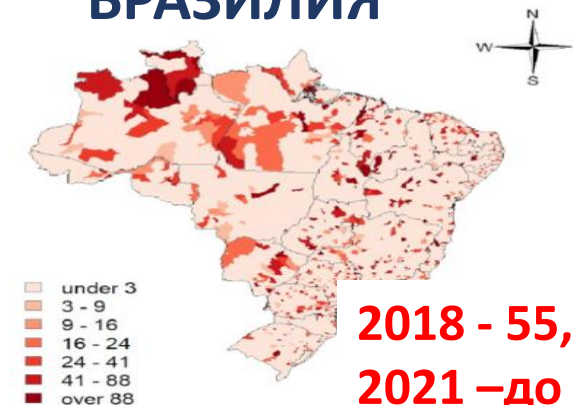 БРАЗИЛИЯ
N
W E
S
under 3
3 - 9
9 - 16
16 - 24
24 - 41
41 - 88
over 88
2018 - 55,
2021 –до